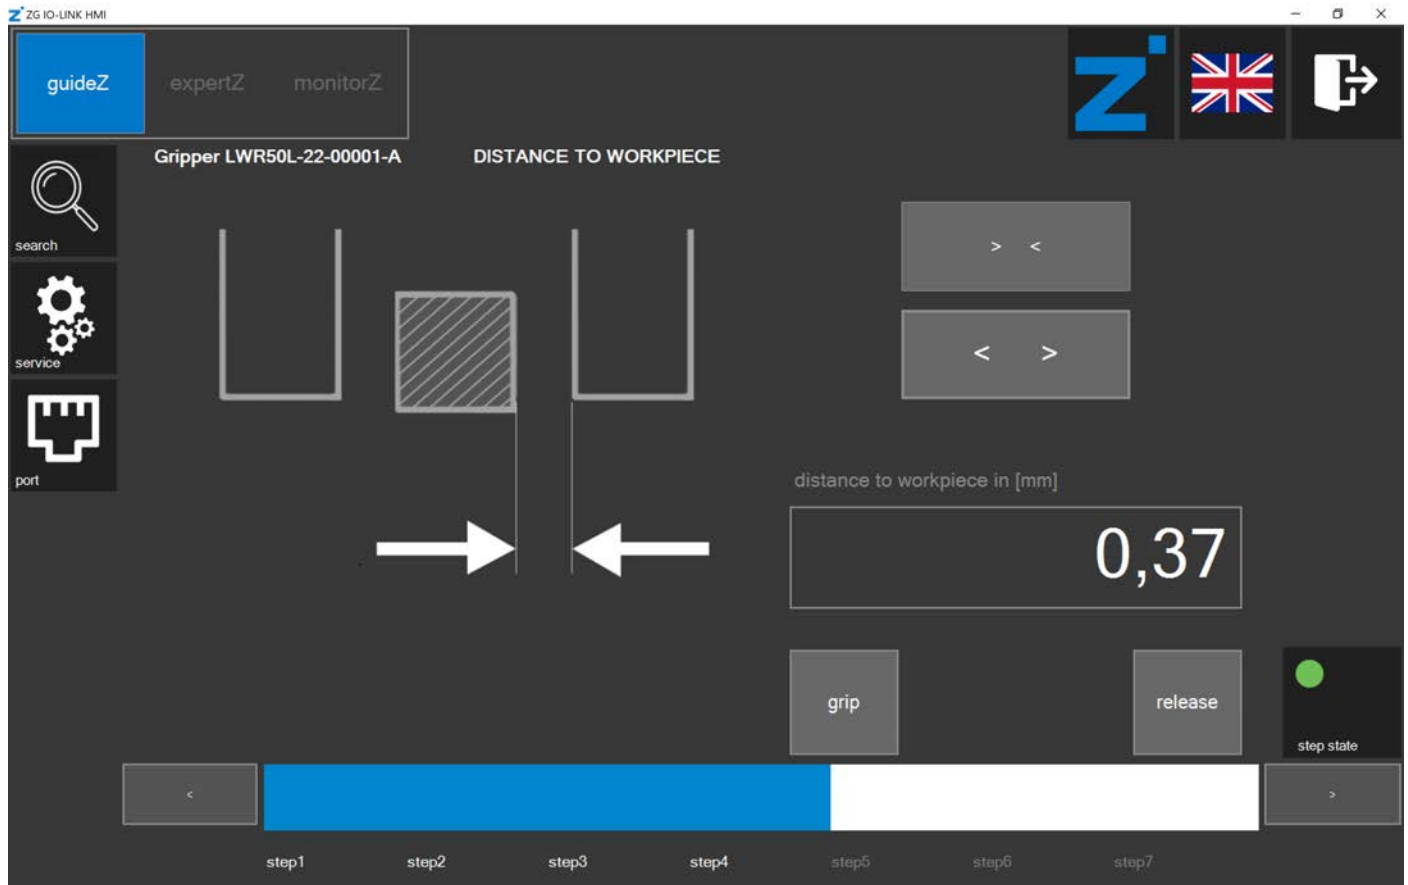 Z ZG IO-LINK HMI
guideZ expertZ monitorZ
Z
Gripper LWR50L-22-00001-A DISTANCE TO WORKPIECE
search
> <
service
< >
port
distance to workpiece in [mm]
0,37
grip
release
step state
<
>
step1 step2 step3 step4 step5 step6 step7